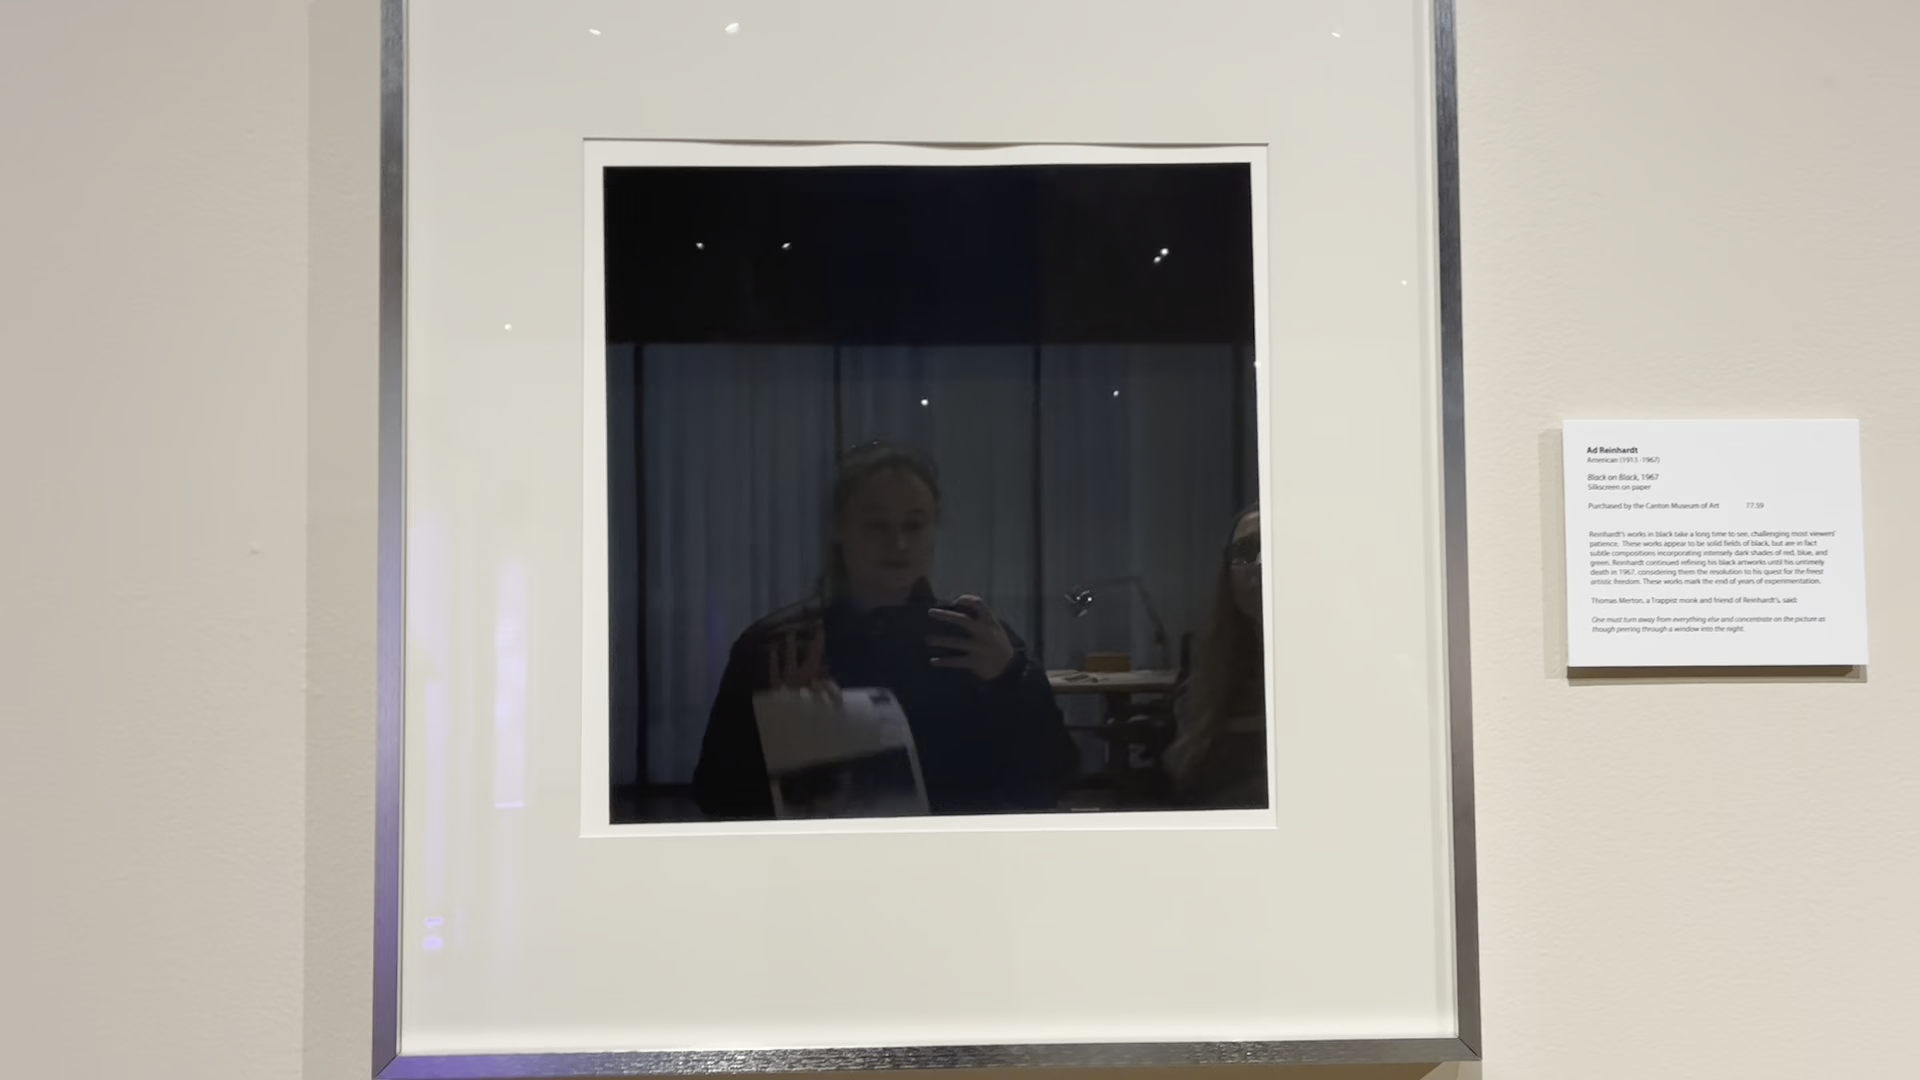 Ad Reinhardt
American (1913 -1967)
Black on Black, 1967
Silkscreen on paper
Purchased by the Canton Museum of Art 77.59
Reinhardt's works in black take a long time to see, challenging most viewers'
patience. These works appear to be solid fields of black, but are in fact
subtle compositions incorporating intensely dark shades of red, blue, and
green. Reinhardt continued refining his black artworks until his untimely
death in 1967, considering them the resolution to his quest for the freest
artistic freedom. These works mark the end of years of experimentation.
Thomas Merton, a Trappist monk and friend of Reinhardt's, said:
One must turn away from everything else and concentrate on the picture as
though peering through a window into the night.